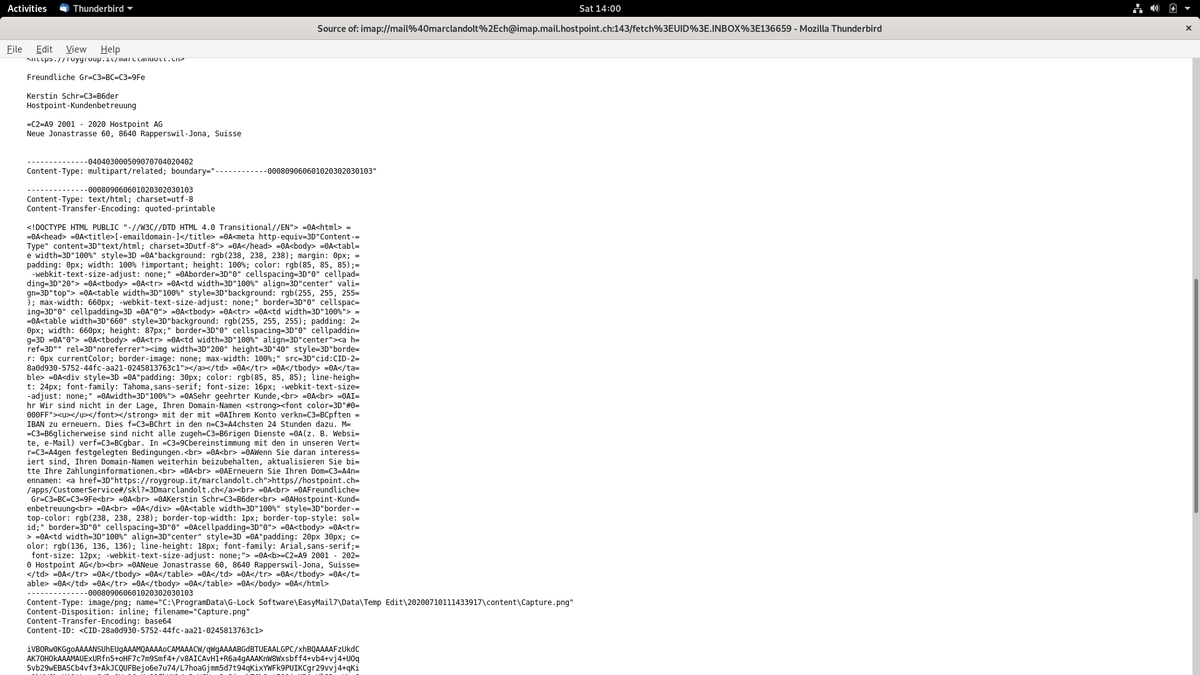 Activities Thunderbird Sat 14:00
Source of: imap://mail%40marclandolt%2Ech@imap.mail.hostpoint.ch:143/fetch%3EUID%3E.INBOX%3E136659 - Mozilla Thunderbird
File Edit View Help
<https://roygroup.it/marclandolt.ch>
Freundliche Gr=C3=BC=C3=9Fe
Kerstin Schr=C3=B6der
Hostpoint-Kundenbetreuung
=C2=A9 2001 - 2020 Hostpoint AG
Neue Jonastrasse 60, 8640 Rapperswil-Jona, Suisse
--------------040403000509070704020402
Content-Type: multipart/related; boundary="------------000809060601020302030103"
--------------000809060601020302030103
Content-Type: text/html; charset=utf-8
Content-Transfer-Encoding: quoted-printable
<!DOCTYPE HTML PUBLIC "-//W3C//DTD HTML 4.0 Transitional//EN"> =0A<html> =
=0A<head> =0A<title>[-emaildomain-]</title> =0A<meta http-equiv=3D"Content-=
Type" content=3D"text/html; charset=3Dutf-8"> =0A</head> =0A<body> =0A<tabl=
e width=3D"100%" style=3D =0A"background: rgb(238, 238, 238); margin: 0px; =
padding: 0px; width: 100% !important; height: 100%; color: rgb(85, 85, 85);=
 -webkit-text-size-adjust: none;" =0Aborder=3D"0" cellspacing=3D"0" cellpad=
ding=3D"20"> =0A<tbody> =0A<tr> =0A<td width=3D"100%" align=3D"center" vali=
gn=3D"top"> =0A<table width=3D"100%" style=3D"background: rgb(255, 255, 255=
); max-width: 660px; -webkit-text-size-adjust: none;" border=3D"0" cellspac=
ing=3D"0" cellpadding =3D =0A"0"> =0A<tbody> =0A<tr> =0A<td width=3D"100%"> =
=0A<table width=3D"660" style=3D"background: rgb(255, 255, 255); padding: 2=
0px; width: 660px; height: 87px;" border=3D"0" cellspacing=3D"0" cellpaddin=
g=3D =0A"0"> =0A<tbody> =0A<tr> =0A<td width=3D"100%" align=3D"center"><a h=
ref=3D"" rel=3D"noreferrer"><img width=3D"200" height=3D"40" style=3D"borde=
r: 0px currentColor; border-image: none; max-width: 100%;" src=3D"cid:CID-2=
8a0d930-5752-44fc-aa21-0245813763c1"></a></td> =0A</tr> =0A</tbody> =0A</ta=
ble> =0A<div style=3D =0A"padding: 30px; color: rgb(85, 85, 85); line-heigh=
t: 24px; font-family: Tahoma,sans-serif; font-size: 16px; -webkit-text-size=
-adjust: none;" =0Awidth=3D"100%"> =0ASehr geehrter Kunde,<br> =0A<br> =0AI=
hr Wir sind nicht in der Lage, Ihren Domain-Namen <strong><font color=3D"#0=
000FF"><u></u></font></strong> mit der mit =0AIhrem Konto verkn=C3=BCpften =
IBAN zu erneuern. Dies f=C3=BChrt in den n=C3=A4chsten 24 Stunden dazu. M=
=C3=B6glicherweise sind nicht alle zugeh=C3=B6rigen Dienste =0A(z. B. Websi=
te, e-Mail) verf=C3=BCgbar. In =C3=9Cbereinstimmung mit den in unseren Vert=
r=C3=A4gen festgelegten Bedingungen.<br> =0A<br> =0AWenn Sie daran interess=
iert sind, Ihren Domain-Namen weiterhin beizubehalten, aktualisieren Sie bi=
tte Ihre Zahlunginformationen.<br> =0A<br> =0AErneuern Sie Ihren Dom=C3=A4n=
ennamen: <a href=3D"https://roygroup.it/marclandolt.ch">https//hostpoint.ch=
/apps/CustomerService#/skl?=3Dmarclandolt.ch</a><br> =0A<br> =0AFreundliche=
 Gr=C3=BC=C3=9Fe<br> =0A<br> =0AKerstin Schr=C3=B6der<br> =0AHostpoint-Kund=
enbetreuung<br> =0A<br> =0A</div> =0A<table width=3D"100%" style=3D"border-=
top-color: rgb(238, 238, 238); border-top-width: 1px; border-top-style: sol=
id;" border=3D"0" cellspacing=3D"0" =0Acellpadding=3D"0"> =0A<tbody> =0A<tr=
> =0A<td width=3D"100%" align=3D"center" style=3D =0A"padding: 20px 30px; c=
olor: rgb(136, 136, 136); line-height: 18px; font-family: Arial,sans-serif;=
 font-size: 12px; -webkit-text-size-adjust: none;"> =0A<b>=C2=A9 2001 - 202=
0 Hostpoint AG</b><br> =0ANeue Jonastrasse 60, 8640 Rapperswil-Jona, Suisse=
</td> =0A</tr> =0A</tbody> =0A</table> =0A</td> =0A</tr> =0A</tbody> =0A</t=
able> =0A</td> =0A</tr> =0A</tbody> =0A</table> =0A</body> =0A</html>
--------------000809060601020302030103
Content-Type: image/png; name="C:\ProgramData\G-Lock Software\EasyMail7\Data\Temp Edit\20200710111433917\content\Capture.png"
Content-Disposition: inline; filename="Capture.png"
Content-Transfer-Encoding: base64
Content-ID: <CID-28a0d930-5752-44fc-aa21-0245813763c1>
iVBORw0KGgoAAAANSUhEUgAAAMQAAAAoCAMAAACW/qWgAAAABGdBTUEAALGPC/xhBQAAAAFzUkdC
AK7OHOkAAAMAUExURfn5+oHF7c7m9Smf4/+v8AICAvH1+R6a4gAAAKnW8Wxsbff4+vb4+vj4+UOq
5vb29wEBASCb4vf3+AkJCQUFBejo6e7u74/L7hoaGjmm5d7t94qKixYWFk9PUIKCgr29vvj4+qKi